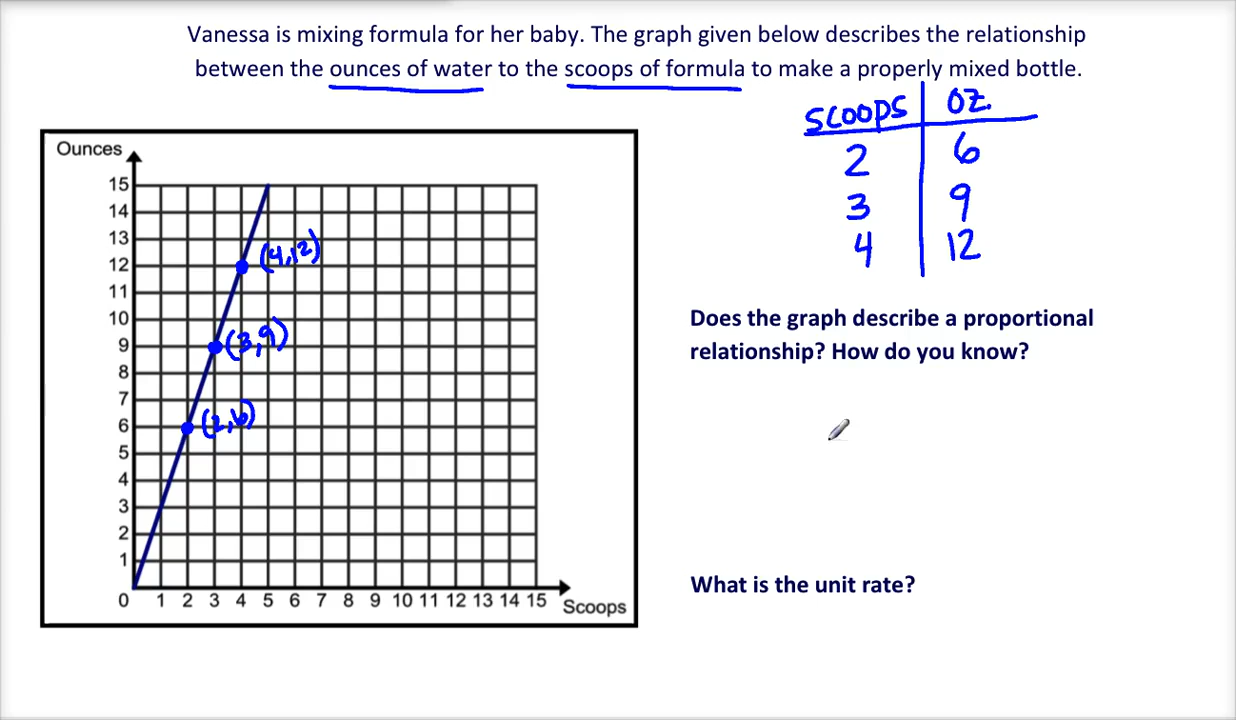 Vanessa is mixing formula for her baby. The graph given below describes the relationship
between the ounces of water to the scoops of formula to make a properly mixed bottle.
SCOOPS OZ.
2 6
3 9
4 12
Ounces
15
14
13
12
11
10
9
8
7
6
5
4
3
2
1
(4,12)
(3,9)
(2,6)
0 1 2 3 4 5 6 7 8 9 10 11 12 13 14 15
Scoops
Does the graph describe a proportional
relationship? How do you know?
What is the unit rate?